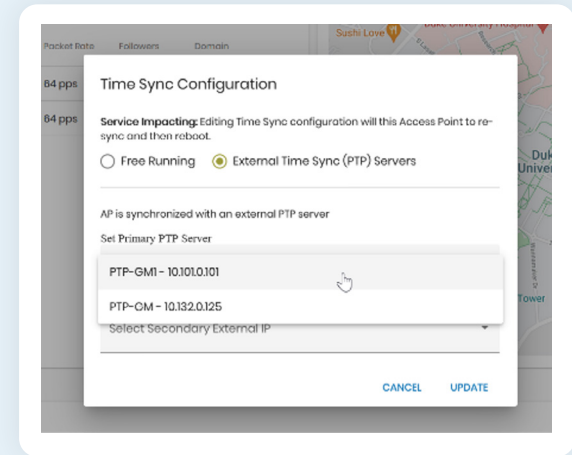 Sushi Love
Duke University Hospital
Packet Rate Followers Domain
64 pps
64 pps
Time Sync Configuration
Service Impacting: Editing Time Sync configuration will this Access Point to re-
sync and then reboot.
Free Running External Time Sync (PTP) Servers
Duk
Univer
AP is synchronized with an external PTP server
Set Primary PTP Server
PTP-GM1 - 10.101.0.101
PTP-GM - 10.132.0.125
Tower
Select Secondary External IP
CANCEL UPDATE